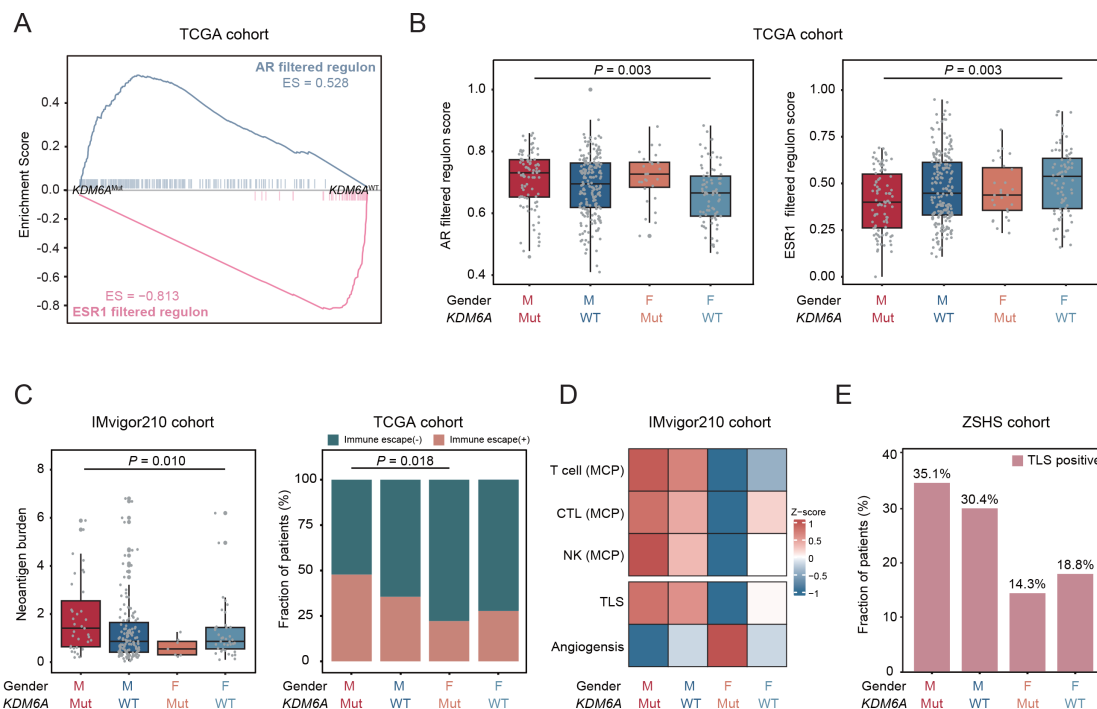 A
TCGA cohort
AR filtered regulon
ES = 0.528
Enrichment Score
0.4
0.2
0.0
-0.2
-0.4
-0.6
-0.8
KDM6AMut
KDM6AWT
ES = −0.813
ESR1 filtered regulon
B
TCGA cohort
P = 0.003
AR filtered regulon score
1.0
0.8
0.6
0.4
Gender M M F F
KDM6A Mut WT Mut WT
P = 0.003
ESR1 filtered regulon score
1.00
0.75
0.50
0.25
0.00
M M F F
Mut WT Mut WT
C
IMvigor210 cohort
P = 0.010
Neoantigen burden
8
6
4
2
0
Gender M M F F
KDM6A Mut WT Mut WT
TCGA cohort
Immune escape(-) Immune escape(+)
P = 0.018
Fraction of patients (%)
100
75
50
25
0
M M F F
Mut WT Mut WT
D
IMvigor210 cohort
T cell (MCP)
CTL (MCP)
NK (MCP)
TLS
Angiogensis
Z−score
1
0.5
0
−0.5
−1
Gender M M F F
KDM6A Mut WT Mut WT
E
ZSHS cohort
TLS positive
Fraction of patients (%)
40
30
20
10
0
35.1%
30.4%
14.3%
18.8%
M M F F
Mut WT Mut WT